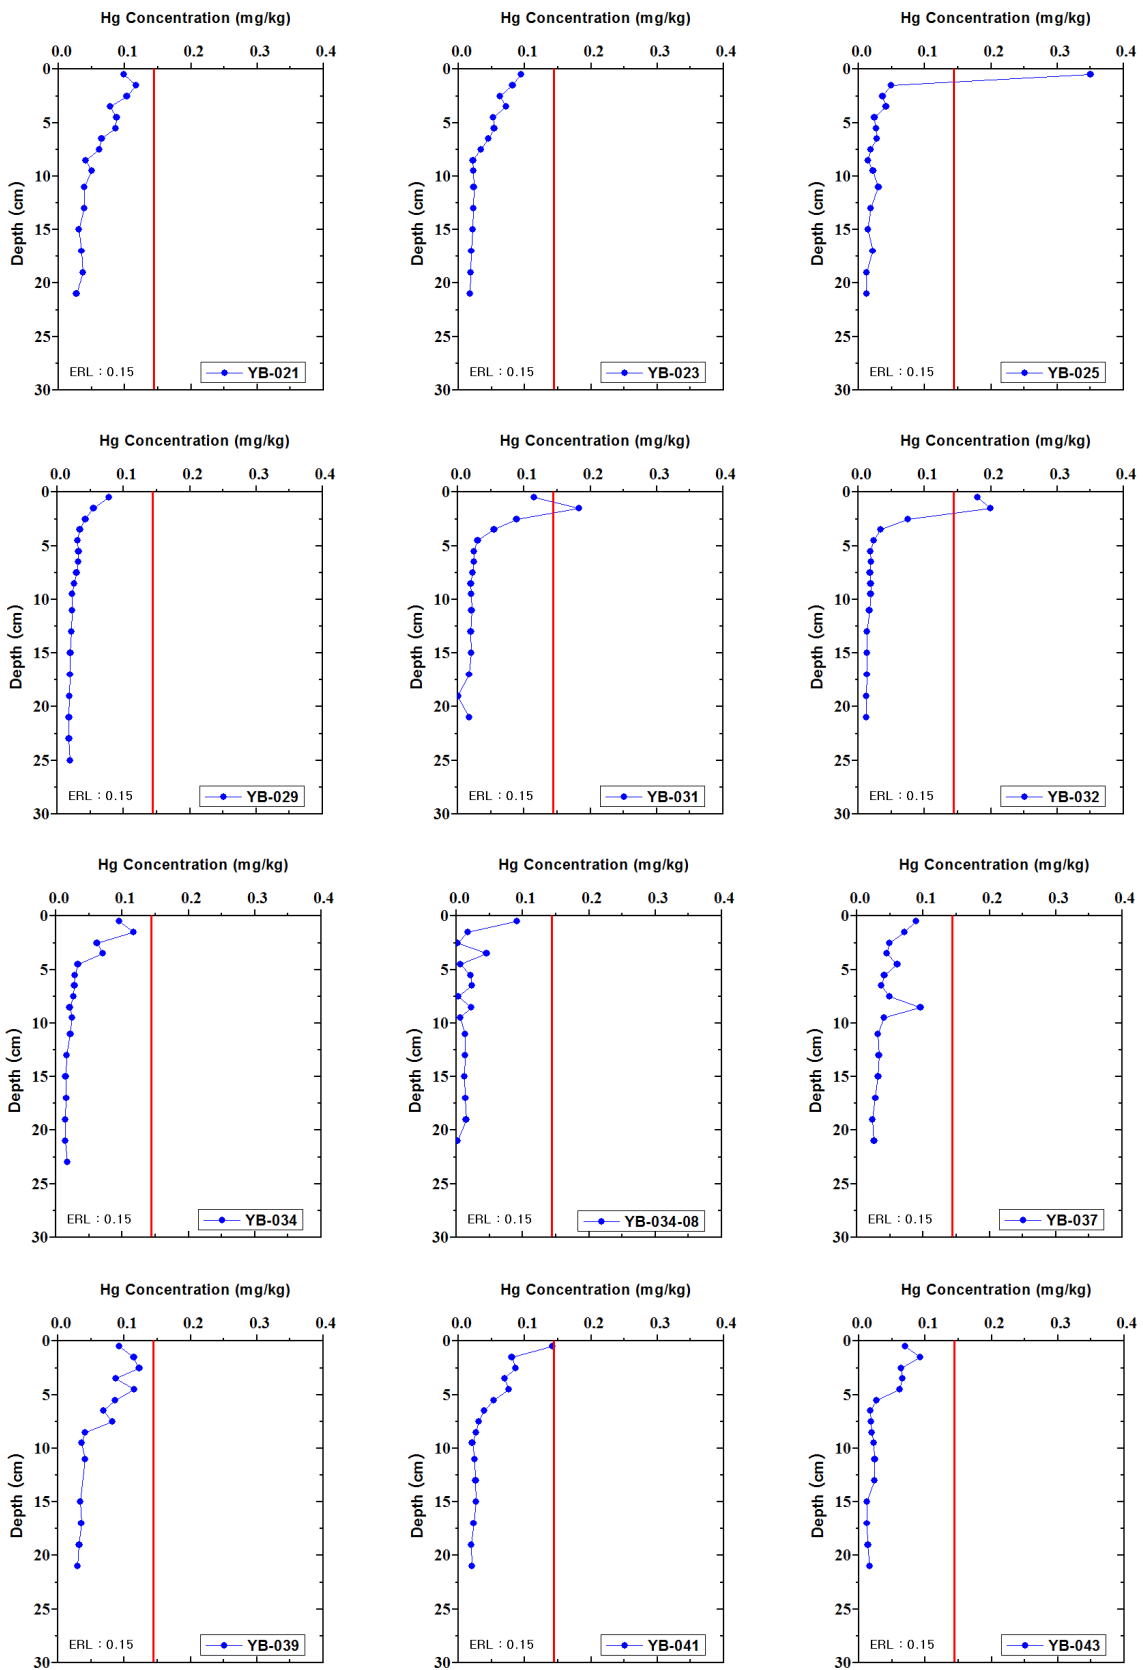 Hg Concentration (mg/kg) Hg Concentration (mg/kg) Hg Concentration (mg/kg)
0.0 0.1 0.2 0.3 0.4 0.0 0.1 0.2 0.3 0.4 0.0 0.1 0.2 0.3 0.4
0 0 0
5 5 5
10 10 10
15 15 15
Depth (cm) Depth (cm) Depth (cm)
20 20 20
25 25 25
ERL : 0.15 YB-021 ERL : 0.15 YB-023 ERL : 0.15 YB-025
30 30 30
Hg Concentration (mg/kg) Hg Concentration (mg/kg) Hg Concentration (mg/kg)
0.0 0.1 0.2 0.3 0.4 0.0 0.1 0.2 0.3 0.4 0.0 0.1 0.2 0.3 0.4
0 0 0
5 5 5
10 10 10
15 15 15
Depth (cm) Depth (cm) Depth (cm)
20 20 20
25 25 25
ERL : 0.15 YB-029 ERL : 0.15 YB-031 ERL : 0.15 YB-032
30 30 30
Hg Concentration (mg/kg) Hg Concentration (mg/kg) Hg Concentration (mg/kg)
0.0 0.1 0.2 0.3 0.4 0.0 0.1 0.2 0.3 0.4 0.0 0.1 0.2 0.3 0.4
0 0 0
5 5 5
10 10 10
15 15 15
Depth (cm) Depth (cm) Depth (cm)
20 20 20
25 25 25
ERL : 0.15 YB-034 ERL : 0.15 YB-034-08 ERL : 0.15 YB-037
30 30 30
Hg Concentration (mg/kg) Hg Concentration (mg/kg) Hg Concentration (mg/kg)
0.0 0.1 0.2 0.3 0.4 0.0 0.1 0.2 0.3 0.4 0.0 0.1 0.2 0.3 0.4
0 0 0
5 5 5
10 10 10
15 15 15
Depth (cm) Depth (cm) Depth (cm)
20 20 20
25 25 25
ERL : 0.15 YB-039 ERL : 0.15 YB-041 ERL : 0.15 YB-043
30 30 30